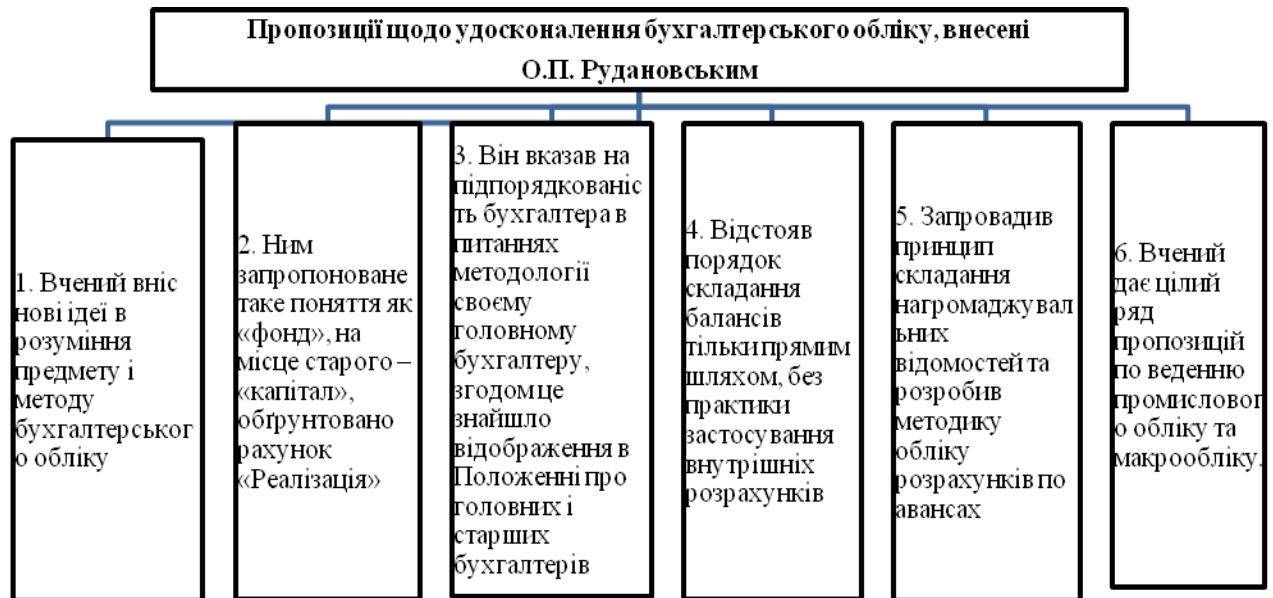 Пропозиції щодо удосконалення бухгалтерського обліку, внесені
О.П. Рудановським
1. Вчений вніс
нові ідеї в
розуміння
предмету і
методу
бухгалтерськог
о обліку
2. Ним
запропоноване
таке поняття як
«фонд», на
місце старого –
«капітал»,
обґрунтовано
рахунок
«Реалізація»
3. Він вказав на
підпорядкованіс
ть бухгалтера в
питаннях
методології
своєму
головному
бухгалтеру,
згодом це
знайшло
відображення в
Положенні про
головних і
старших
бухгалтерів
4. Відстояв
порядок
складання
балансів
тільки прямим
шляхом, без
практики
застосування
внутрішніх
розрахунків
5. Запровадив
принцип
складання
нагромаджувал
ьних
відомостей та
розробив
методику
обліку
розрахунків по
авансах
6. Вчений
дає цілий
ряд
пропозицій
по веденню
промисловог
о обліку та
макрообліку.